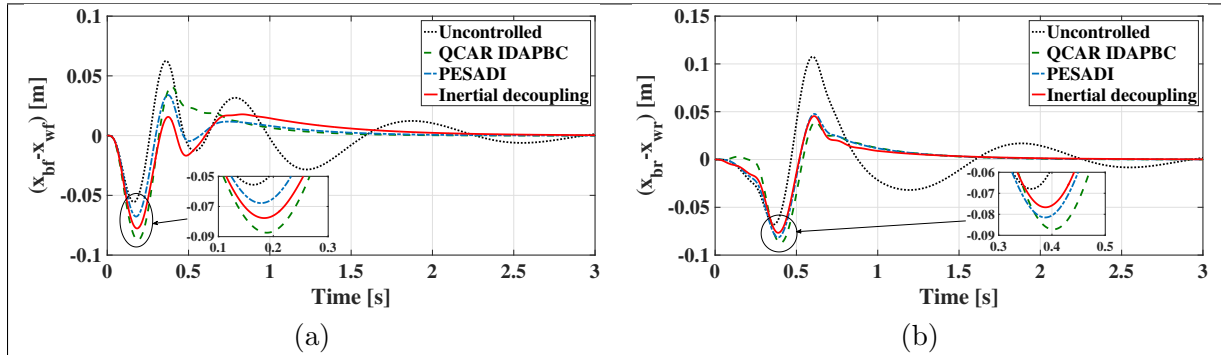 0.1
0.05
0
-0.05
-0.1
(x_bf-x_wf) [m]
Uncontrolled
QCAR IDAPBC
PESADI
Inertial decoupling
-0.05
-0.07
-0.09
0.1 0.2 0.3
0 0.5 1 1.5 2 2.5 3
Time [s]
(a)
0.15
0.1
0.05
0
-0.05
-0.1
(x_br-x_wr) [m]
Uncontrolled
QCAR IDAPBC
PESADI
Inertial decoupling
-0.06
-0.07
-0.08
-0.09
0.3 0.4 0.5
0 0.5 1 1.5 2 2.5 3
Time [s]
(b)